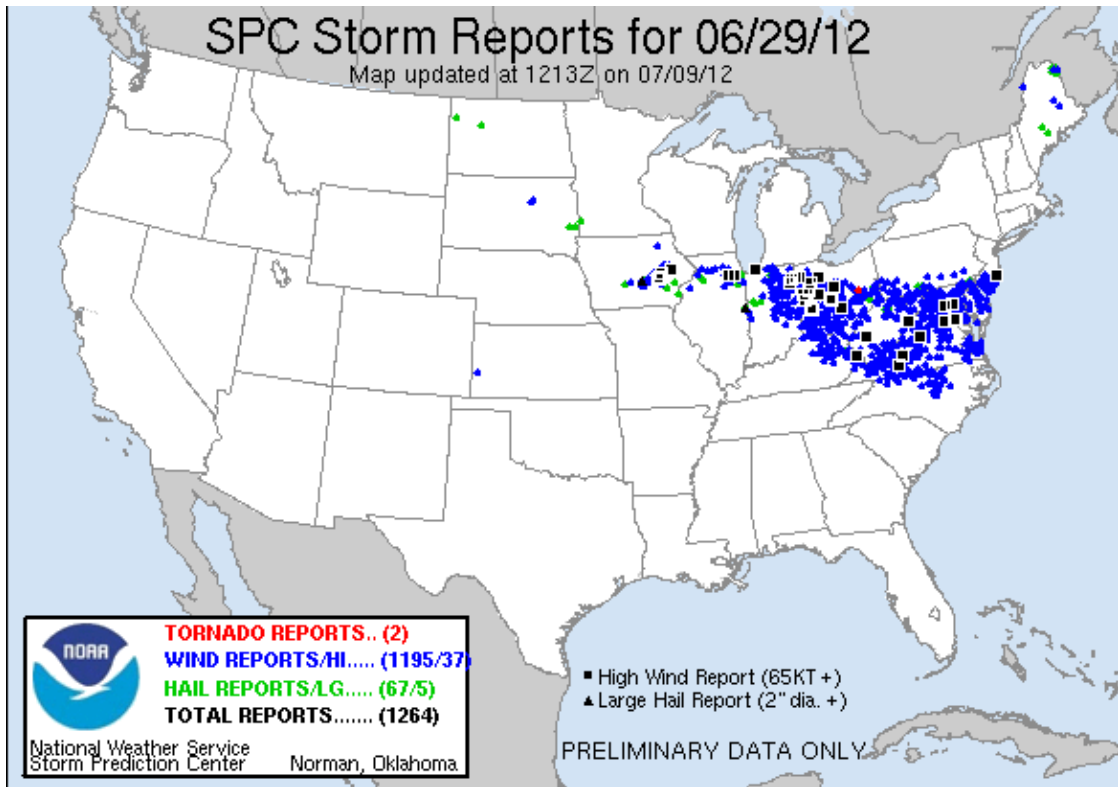 SPC Storm Reports for 06/29/12
Map updated at 1213Z on 07/09/12
NOAA
TORNADO REPORTS.. (2)
WIND REPORTS/HI..... (1195/37)
HAIL REPORTS/LG..... (67/5)
TOTAL REPORTS....... (1264)
National Weather Service
Storm Prediction Center Norman, Oklahoma
■ High Wind Report (65KT +)
▲ Large Hail Report (2" dia. +)
PRELIMINARY DATA ONLY